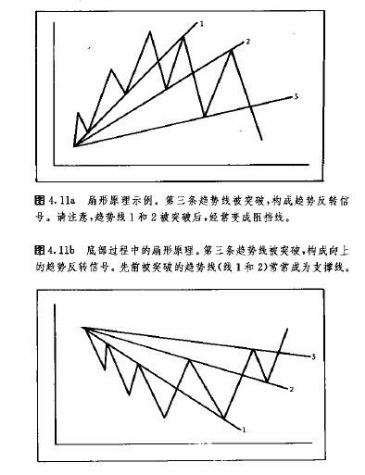 1
2
3
图 4.11a 扇形原理示例。第三条趋势线被突破,构成趋势反转信
号。请注意,趋势线 1 和 2 被突破后,经常变成阻挡线。
图 4.11b 底部过程中的扇形原理。第三条趋势线被突破,构成向上
的趋势反转信号。先前被突破的趋势线(线 1 和 2)常常成为支撑线。
3
2
1